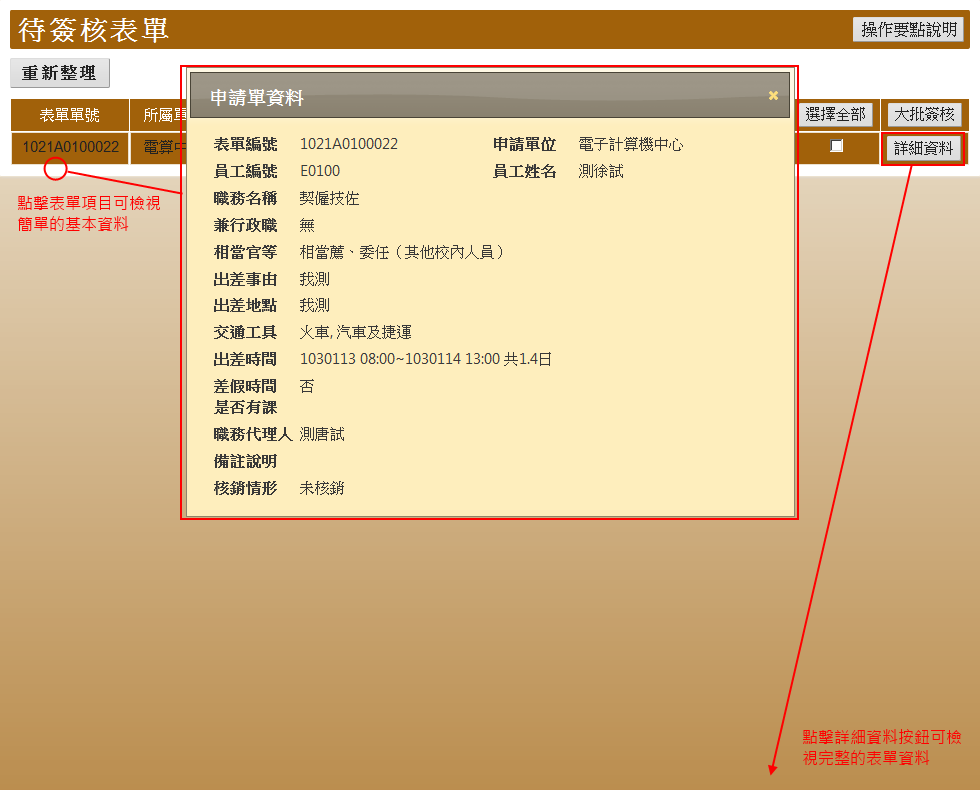 待簽核表單
操作要點說明
重新整理
表單單號 所屬單 選擇全部 大批簽核
1021A0100022 電算中 詳細資料
點擊表單項目可檢視
簡單的基本資料
申請單資料
表單編號 1021A0100022 申請單位 電子計算機中心
員工編號 E0100 員工姓名 測徐試
職務名稱 契僱技佐
兼行政職 無
相當官等 相當薦、委任（其他校內人員）
出差事由 我測
出差地點 我測
交通工具 火車,汽車及捷運
出差時間 1030113 08:00~1030114 13:00 共1.4日
差假時間 否
是否有課
職務代理人 測唐試
備註說明
核銷情形 未核銷
點擊詳細資料按鈕可檢
視完整的表單資料